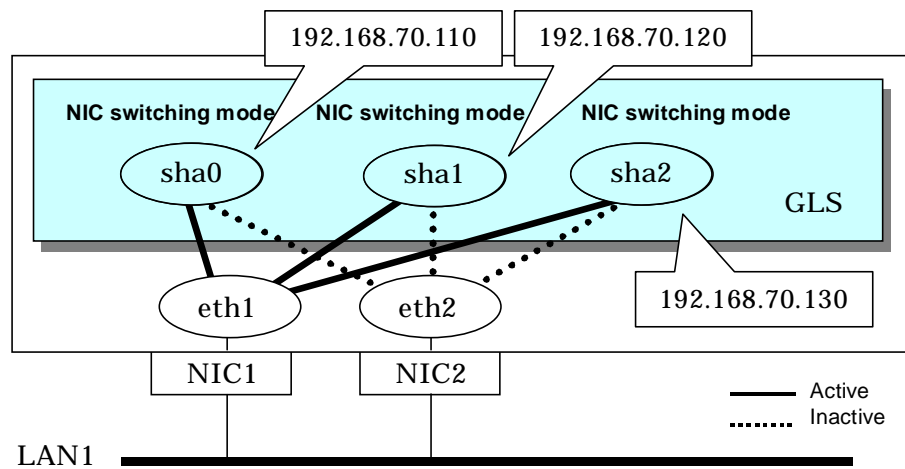 192.168.70.110
192.168.70.120
NIC switching mode
NIC switching mode
NIC switching mode
sha0
sha1
sha2
GLS
192.168.70.130
eth1
eth2
NIC1
NIC2
Active
Inactive
LAN1